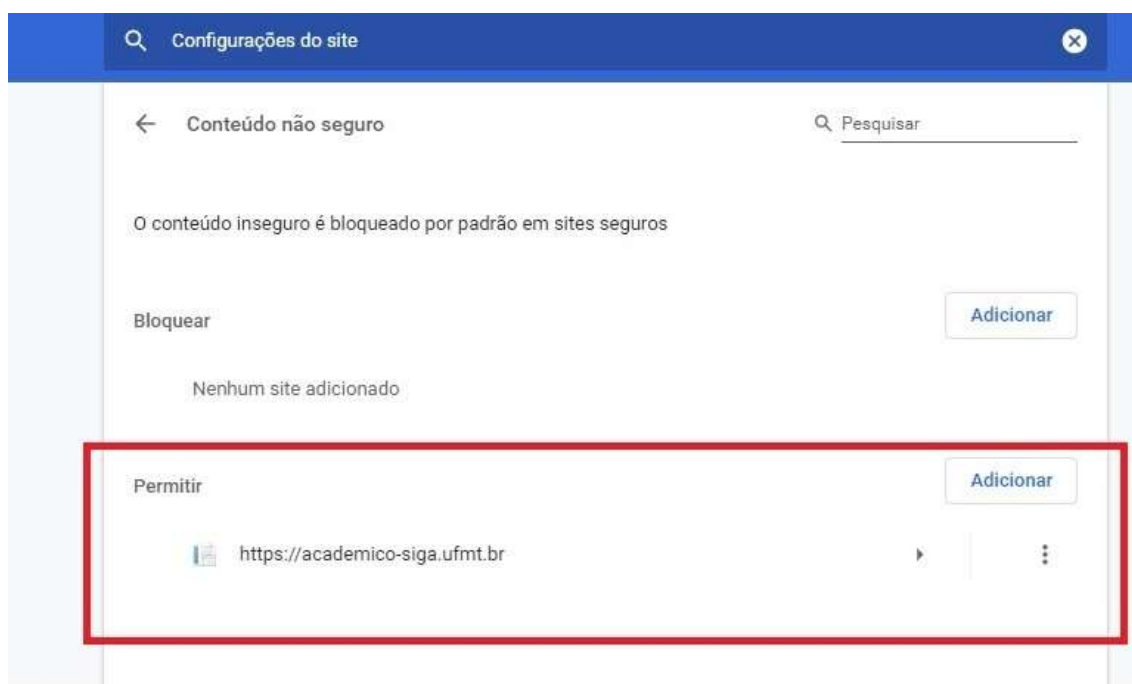 Configurações do site
Conteúdo não seguro
Pesquisar
O conteúdo inseguro é bloqueado por padrão em sites seguros
Bloquear
Adicionar
Nenhum site adicionado
Permitir
Adicionar
https://academico-siga.ufmt.br